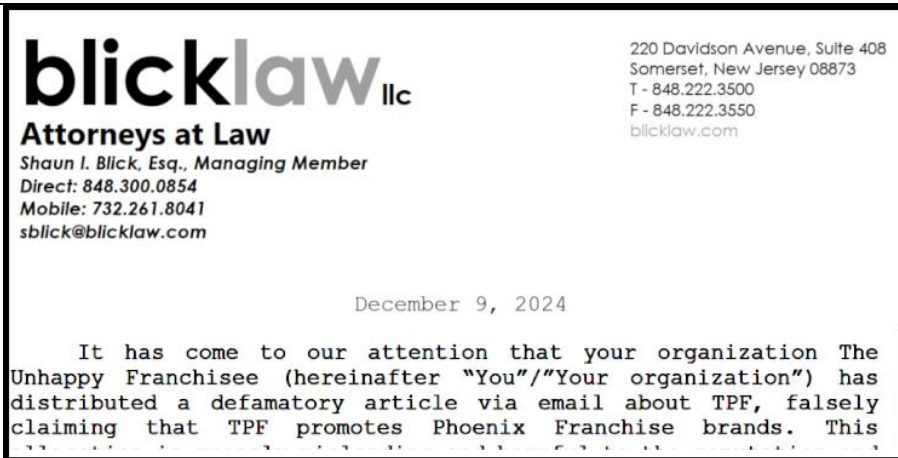 blicklaw llc
Attorneys at Law
Shaun I. Blick, Esq., Managing Member
Direct: 848.300.0854
Mobile: 732.261.8041
sblick@blicklaw.com
220 Davidson Avenue, Suite 408
Somerset, New Jersey 08873
T - 848.222.3500
F - 848.222.3550
blicklaw.com
December 9, 2024
It has come to our attention that your organization The
Unhappy Franchisee (hereinafter “You”/”Your organization”) has
distributed a defamatory article via email about TPF, falsely
claiming that TPF promotes Phoenix Franchise brands. This